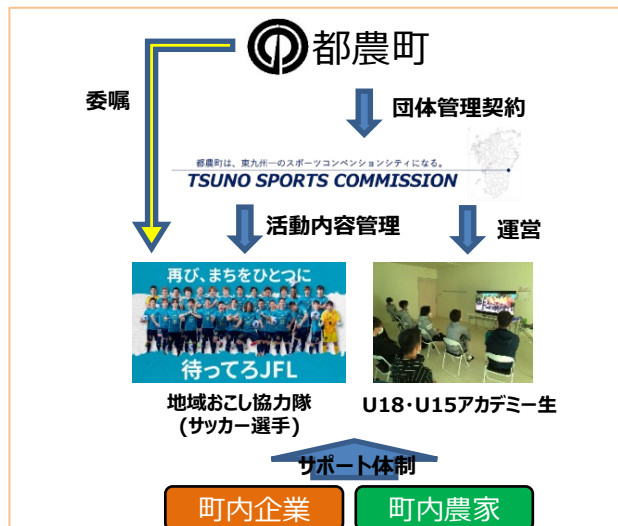 都農町
委嘱
団体管理契約
都農町は、東九州一のスポーツコンベンションシティになる。
TSUNO SPORTS COMMISSION
活動内容管理
運営
再び、まちをひとつに
待ってろJFL
地域おこし協力隊
(サッカー選手)
U18・U15アカデミー生
サポート体制
町内企業
町内農家